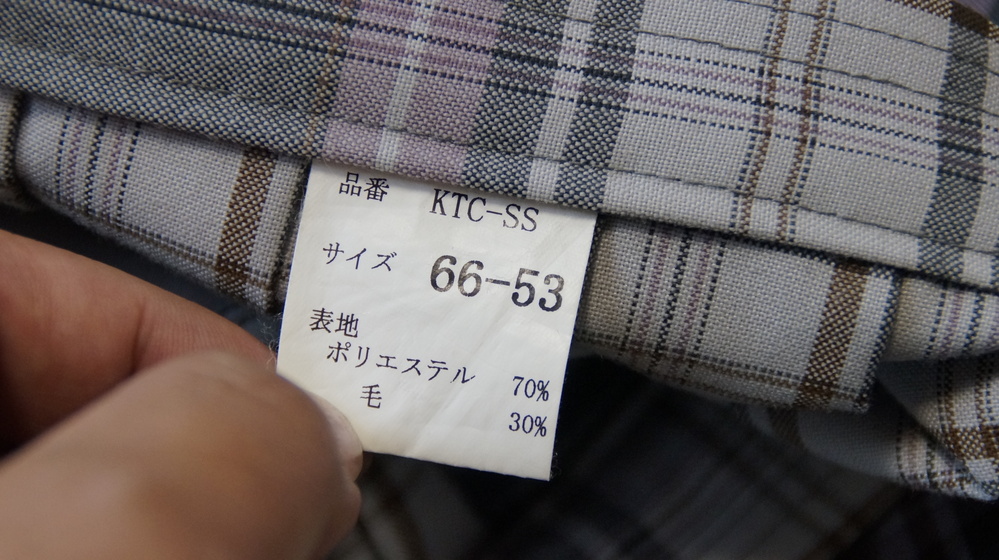 品番 KTC-SS
サイズ 66-53
表地
ポリエステル 70%
毛 30%